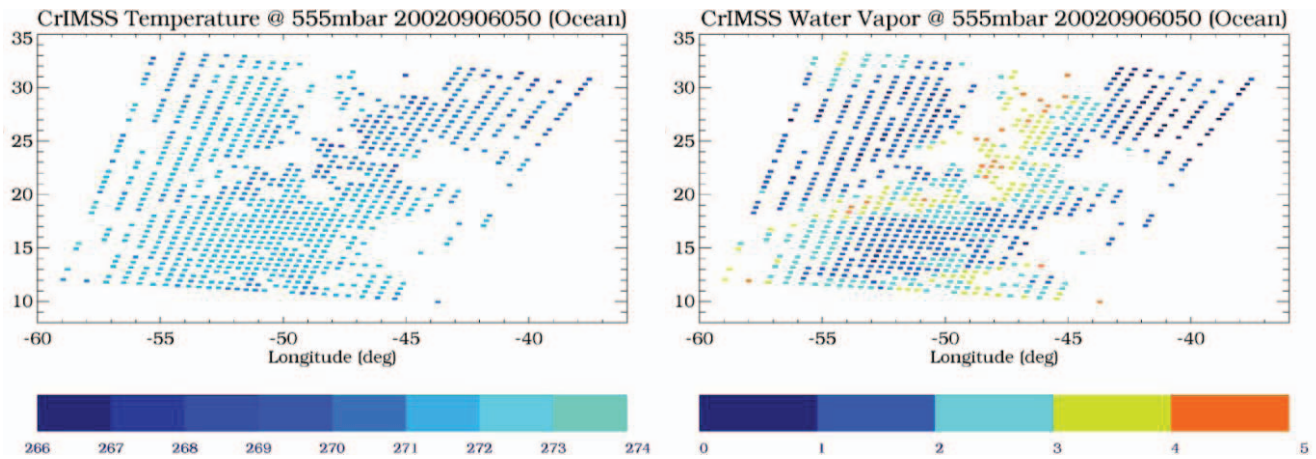 CrIMSS Temperature @ 555mbar 20020906050 (Ocean)
35
30
25
20
15
10
-60 -55 -50 -45 -40
Longitude (deg)
266 267 268 269 270 271 272 273 274
CrIMSS Water Vapor @ 555mbar 20020906050 (Ocean)
35
30
25
20
15
10
-60 -55 -50 -45 -40
Longitude (deg)
0 1 2 3 4 5